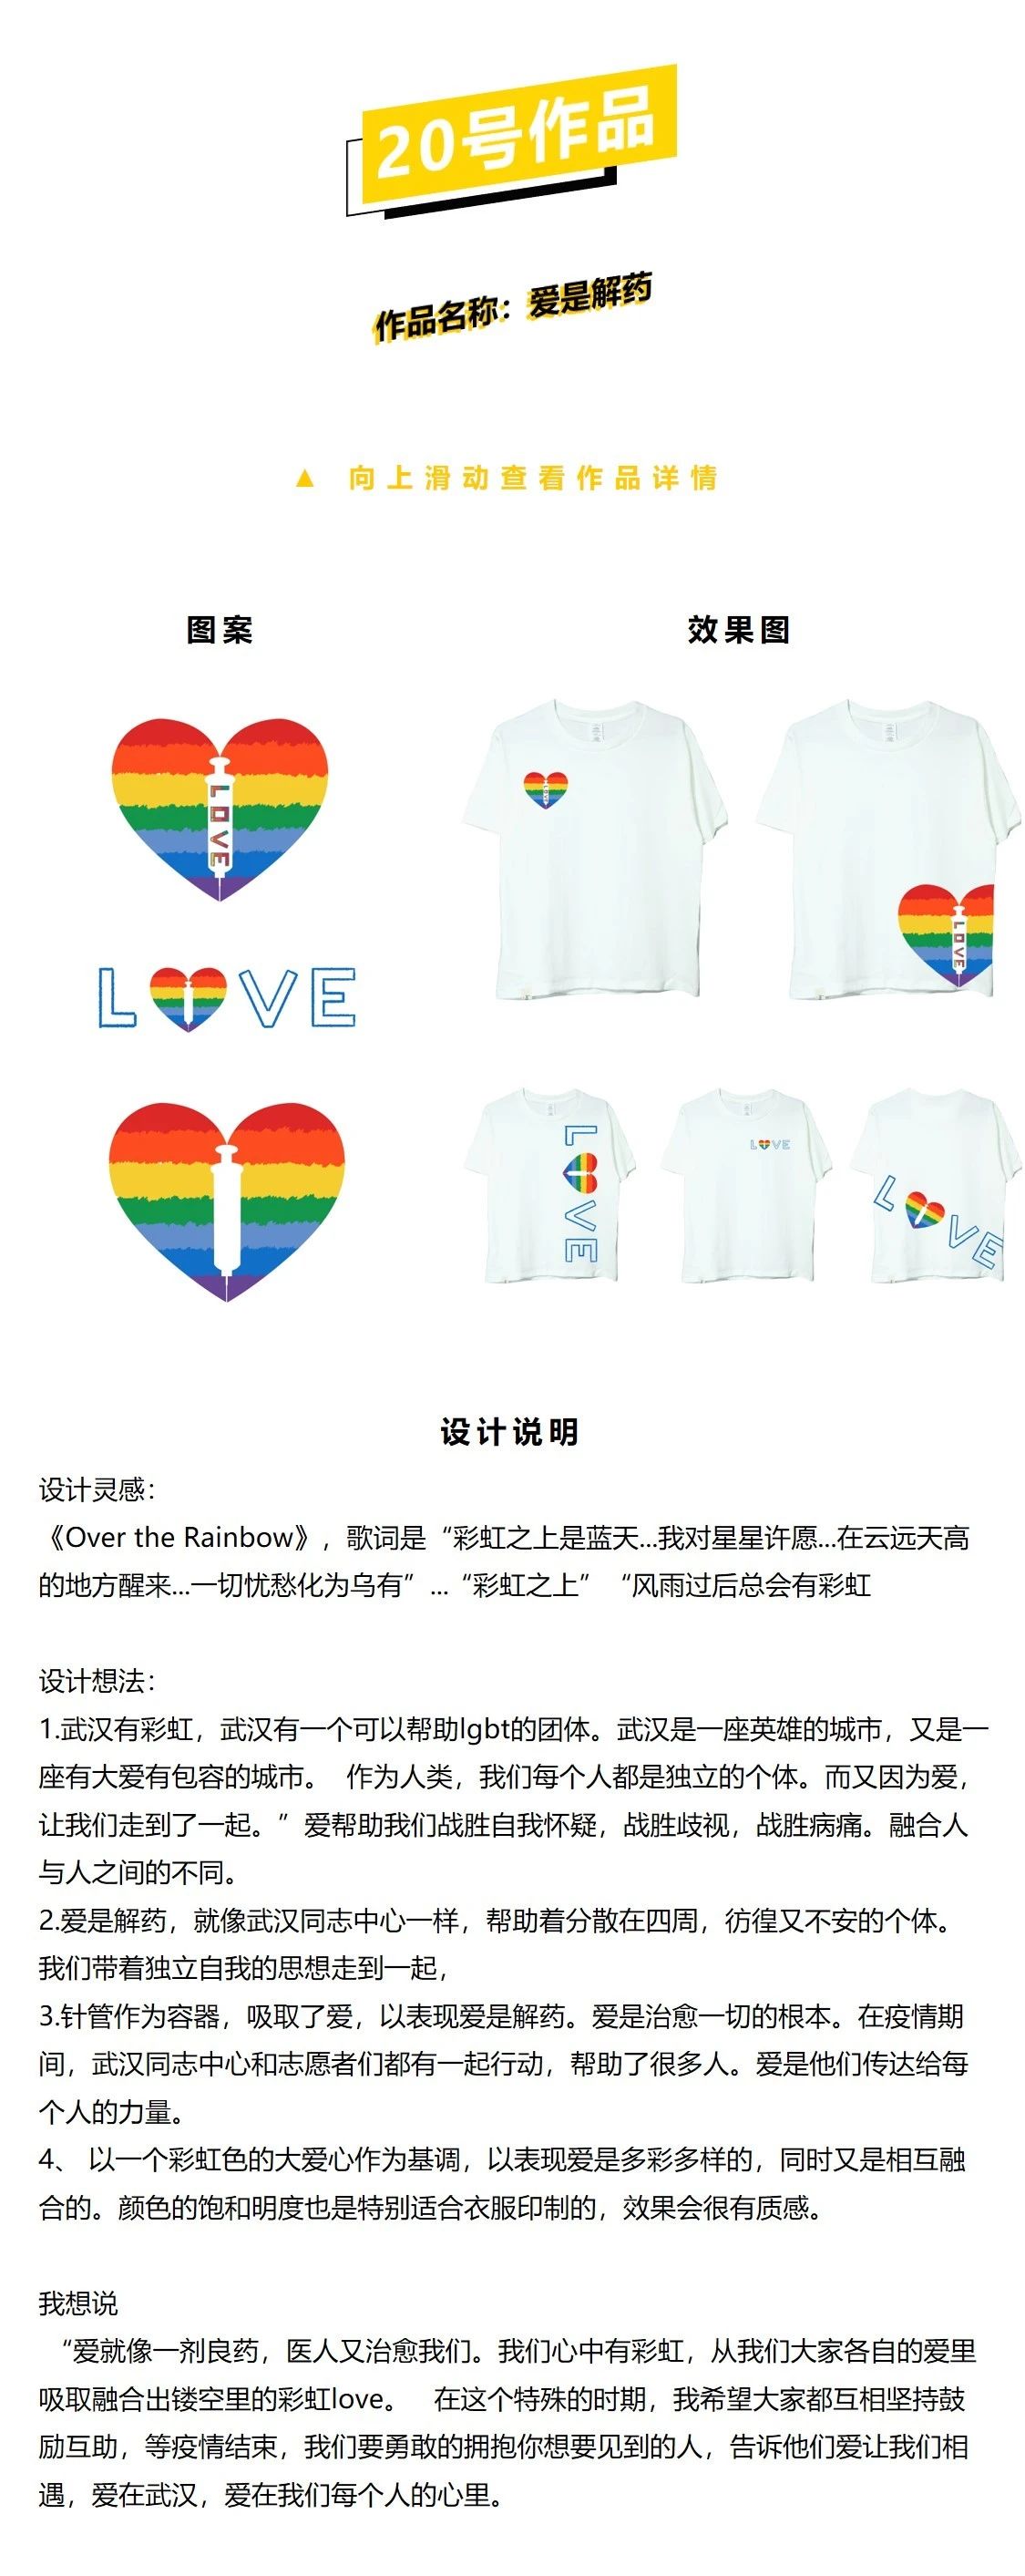 20号作品
作品名称：爱是解药
▲ 向上滑动查看作品详情
图案
效果图
LOVE
LOVE
L VE
L VE
L VE
L VE
设计说明
设计灵感：
《Over the Rainbow》，歌词是“彩虹之上是蓝天...我对星星许愿...在云远天高
的地方醒来...一切忧愁化为乌有”...“彩虹之上”“风雨过后总会有彩虹
设计想法：
1.武汉有彩虹，武汉有一个可以帮助lgbt的团体。武汉是一座英雄的城市，又是一
座有大爱有包容的城市。 作为人类，我们每个人都是独立的个体。而又因为爱，
让我们走到了一起。”爱帮助我们战胜自我怀疑，战胜歧视，战胜病痛。融合人
与人之间的不同。
2.爱是解药，就像武汉同志中心一样，帮助着分散在四周，彷徨又不安的个体。
我们带着独立自我的思想走到一起，
3.针管作为容器，吸取了爱，以表现爱是解药。爱是治愈一切的根本。在疫情期
间，武汉同志中心和志愿者们都有一起行动，帮助了很多人。爱是他们传达给每
个人的力量。
4、 以一个彩虹色的大爱心作为基调，以表现爱是多彩多样的，同时又是相互融
合的。颜色的饱和明度也是特别适合衣服印制的，效果会很有质感。
我想说
“爱就像一剂良药，医人又治愈我们。我们心中有彩虹，从我们大家各自的爱里
吸取融合出镂空里的彩虹love。 在这个特殊的时期，我希望大家都互相坚持鼓
励互助，等疫情结束，我们要勇敢的拥抱你想要见到的人，告诉他们爱让我们相
遇，爱在武汉，爱在我们每个人的心里。